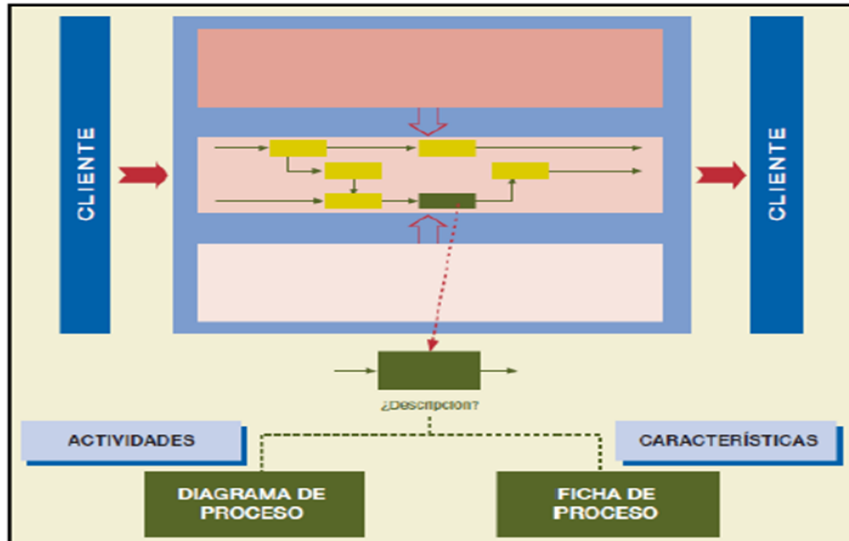 CLIENTE
CLIENTE
¿Descripción?
ACTIVIDADES
CARACTERÍSTICAS
DIAGRAMA DE
PROCESO
FICHA DE
PROCESO